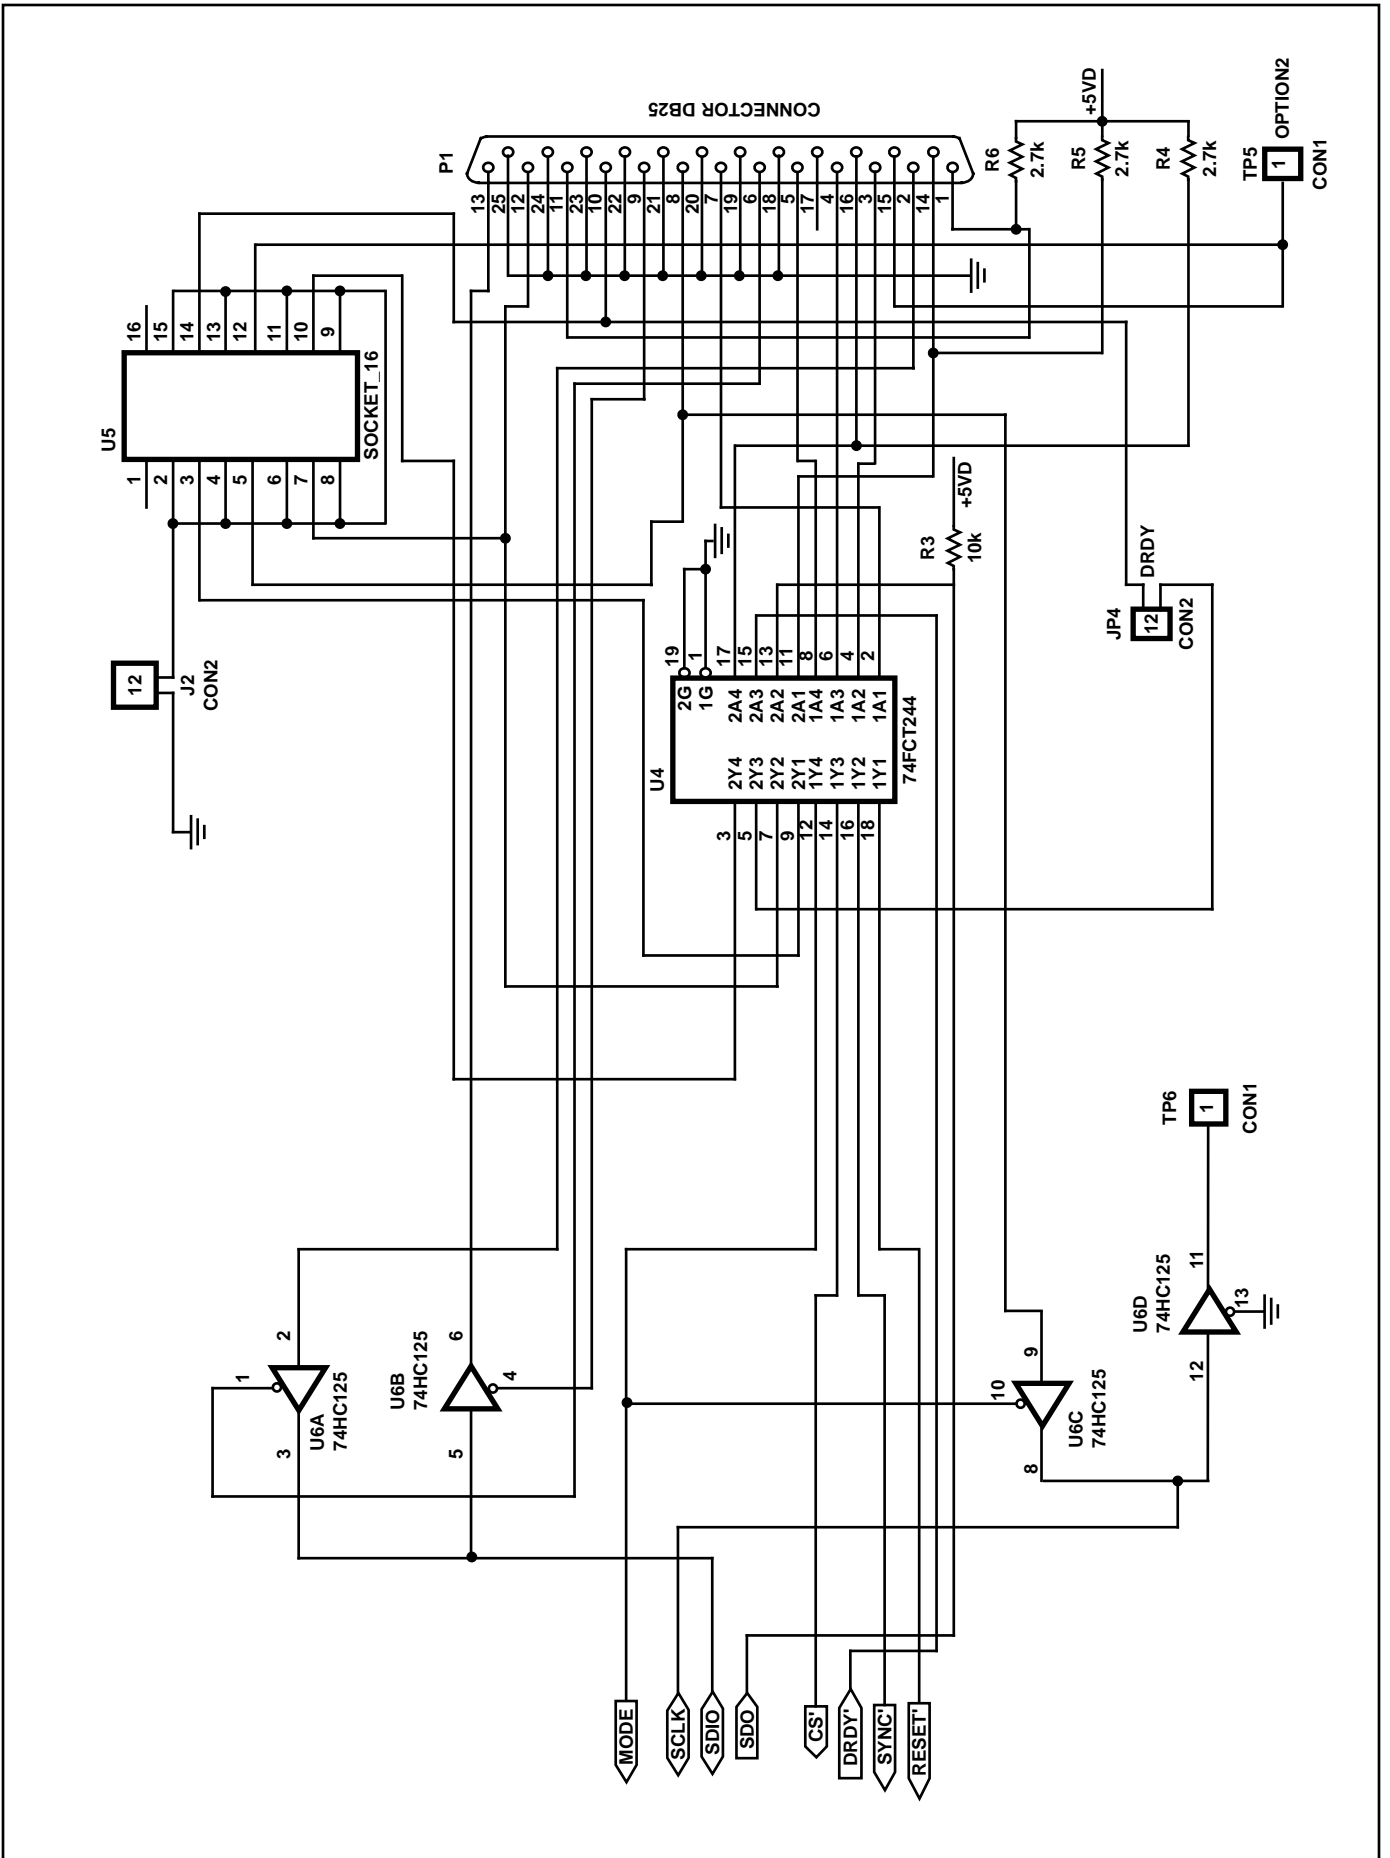 CONNECTOR DB25
P1
13
25
12
24
11
23
10
22
9
21
8
20
7
19
6
18
5
17
4
16
3
15
2
14
1
R6
2.7k
R5
2.7k
R4
2.7k
+5VD
TP5
1
CON1
OPTION2
U5
SOCKET_16
16
15
14
13
12
11
10
9
1
2
3
4
5
6
7
8
J2
CON2
12
U4
74FCT244
19
1
17
15
13
11
8
6
4
2
2G
1G
2A4
2A3
2A2
2A1
1A4
1A3
1A2
1A1
2Y4
2Y3
2Y2
2Y1
1Y4
1Y3
1Y2
1Y1
3
5
7
9
12
14
16
18
R3
10k
+5VD
JP4
12
CON2
DRDY
TP6
1
CON1
1
2
3
U6A
74HC125
U6B
74HC125
6
4
5
9
10
8
U6C
74HC125
U6D
74HC125
11
13
12
MODE
SCLK
SDIO
SDO
CS'
DRDY'
SYNC'
RESET'